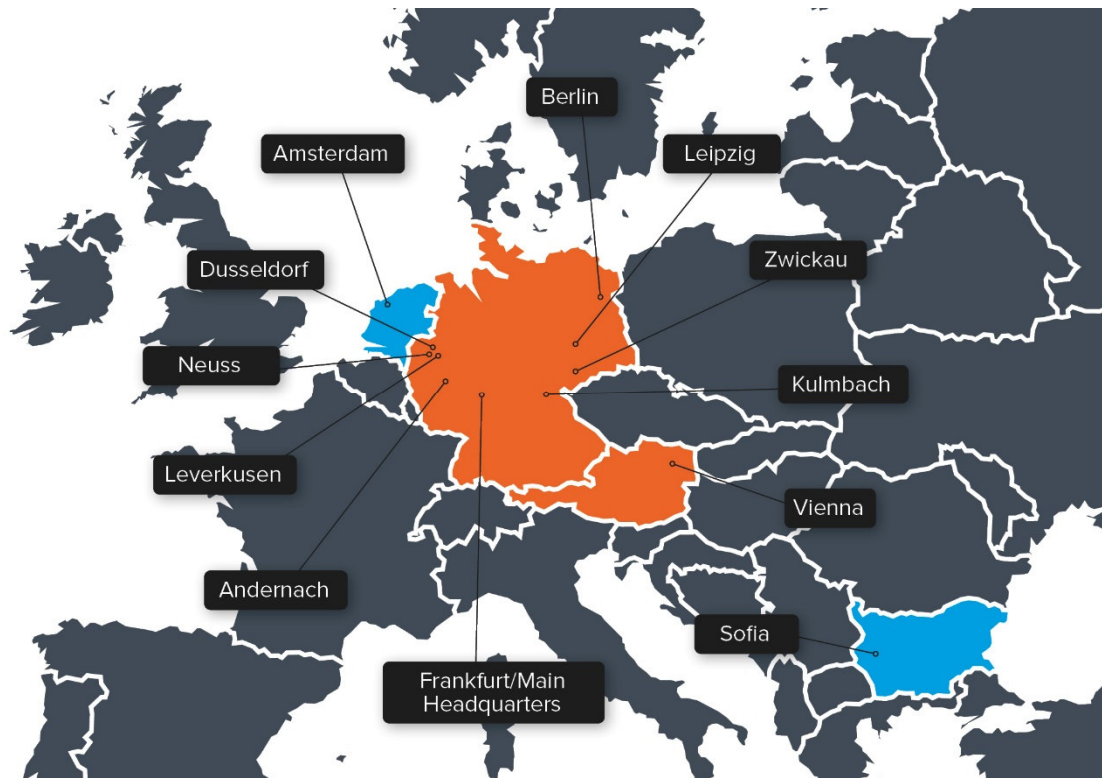 Berlin
Amsterdam
Leipzig
Dusseldorf
Zwickau
Neuss
Kulmbach
Leverkusen
Vienna
Andernach
Sofia
Frankfurt/Main
Headquarters